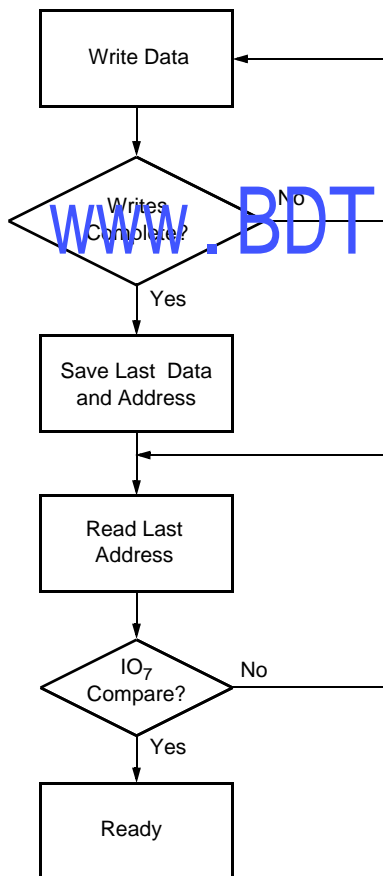 Write Data
Writes
Complete?
No
www.BDT
Yes
Save Last Data
and Address
Read Last
Address
IO7
Compare?
No
Yes
Ready